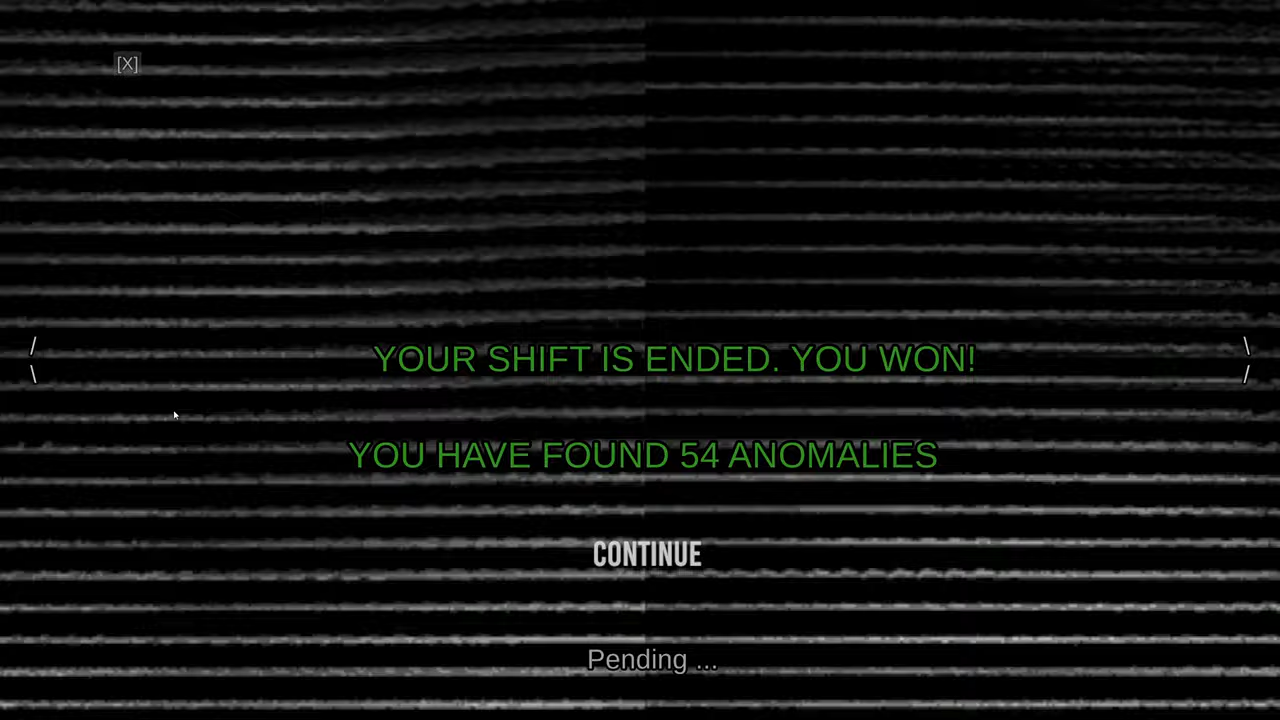 [X]
/ \
YOUR SHIFT IS ENDED. YOU WON!
\ /
YOU HAVE FOUND 54 ANOMALIES
CONTINUE
Pending ...